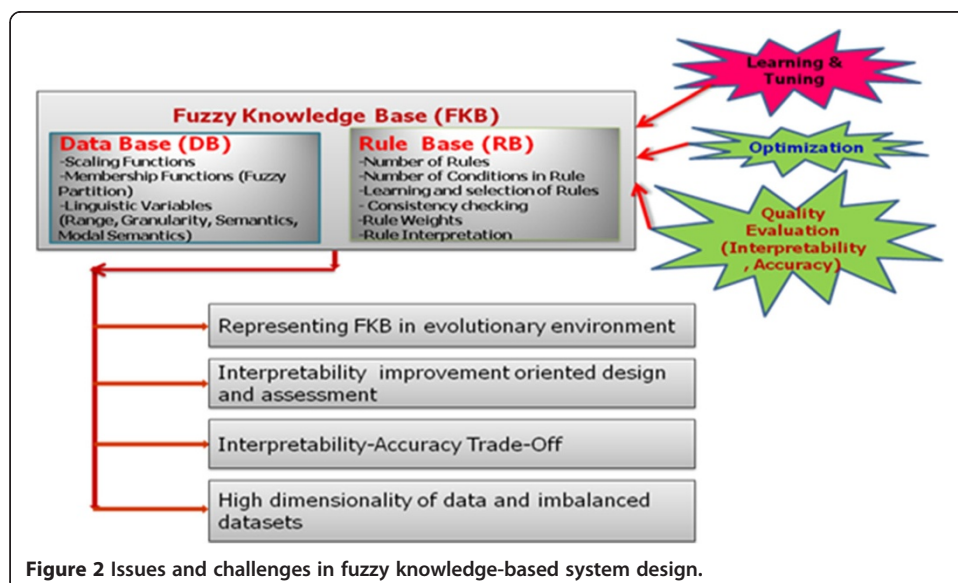 Fuzzy Knowledge Base (FKB)
Data Base (DB)
-Scaling Functions
-Membership Functions (Fuzzy
Partition)
-Linguistic Variables
(Range, Granularity, Semantics,
Modal Semantics)
Rule Base (RB)
-Number of Rules
-Number of Conditions in Rule
-Learning and selection of Rules
- Consistency checking
-Rule Weights
-Rule Interpretation
Learning &
Tuning
Optimization
Quality
Evaluation
(Interpretability
, Accuracy)
Representing FKB in evolutionary environment
Interpretability improvement oriented design
and assessment
Interpretability-Accuracy Trade-Off
High dimensionality of data and imbalanced
datasets
Figure 2 Issues and challenges in fuzzy knowledge-based system design.